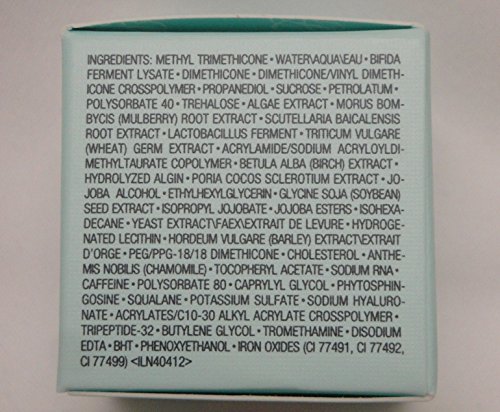 INGREDIENTS: METHYL TRIMETHICONE • WATER\AQUA\EAU • BIFIDA
FERMENT LYSATE • DIMETHICONE • DIMETHICONE/VINYL DIMETH-
ICONE CROSSPOLYMER • PROPANEDIOL • SUCROSE • PETROLATUM •
POLYSORBATE 40 • TREHALOSE • ALGAE EXTRACT • MORUS BOM-
BYCIS (MULBERRY) ROOT EXTRACT • SCUTELLARIA BAICALENSIS
ROOT EXTRACT • LACTOBACILLUS FERMENT • TRITICUM VULGARE
(WHEAT) GERM EXTRACT • ACRYLAMIDE/SODIUM ACRYLOYLDI-
METHYLTAURATE COPOLYMER • BETULA ALBA (BIRCH) EXTRACT •
HYDROLYZED ALGIN • PORIA COCOS SCLEROTIUM EXTRACT • JO-
JOBA ALCOHOL • ETHYLHEXYLGLYCERIN • GLYCINE SOJA (SOYBEAN)
SEED EXTRACT • ISOPROPYL JOJOBATE • JOJOBA ESTERS • ISOHEXA-
DECANE • YEAST EXTRACT\FAEX\EXTRAIT DE LEVURE • HYDROGE-
NATED LECITHIN • HORDEUM VULGARE (BARLEY) EXTRACT\EXTRAIT
D'ORGE • PEG/PPG-18/18 DIMETHICONE • CHOLESTEROL • ANTHE-
MIS NOBILIS (CHAMOMILE) • TOCOPHERYL ACETATE • SODIUM RNA •
CAFFEINE • POLYSORBATE 80 • CAPRYLYL GLYCOL • PHYTOSPHIN-
GOSINE • SQUALANE • POTASSIUM SULFATE • SODIUM HYALURO-
NATE • ACRYLATES/C10-30 ALKYL ACRYLATE CROSSPOLYMER •
TRIPEPTIDE-32 • BUTYLENE GLYCOL • TROMETHAMINE • DISODIUM
EDTA • BHT • PHENOXYETHANOL • IRON OXIDES (CI 77491, CI 77492,
CI 77499) <ILN40412>